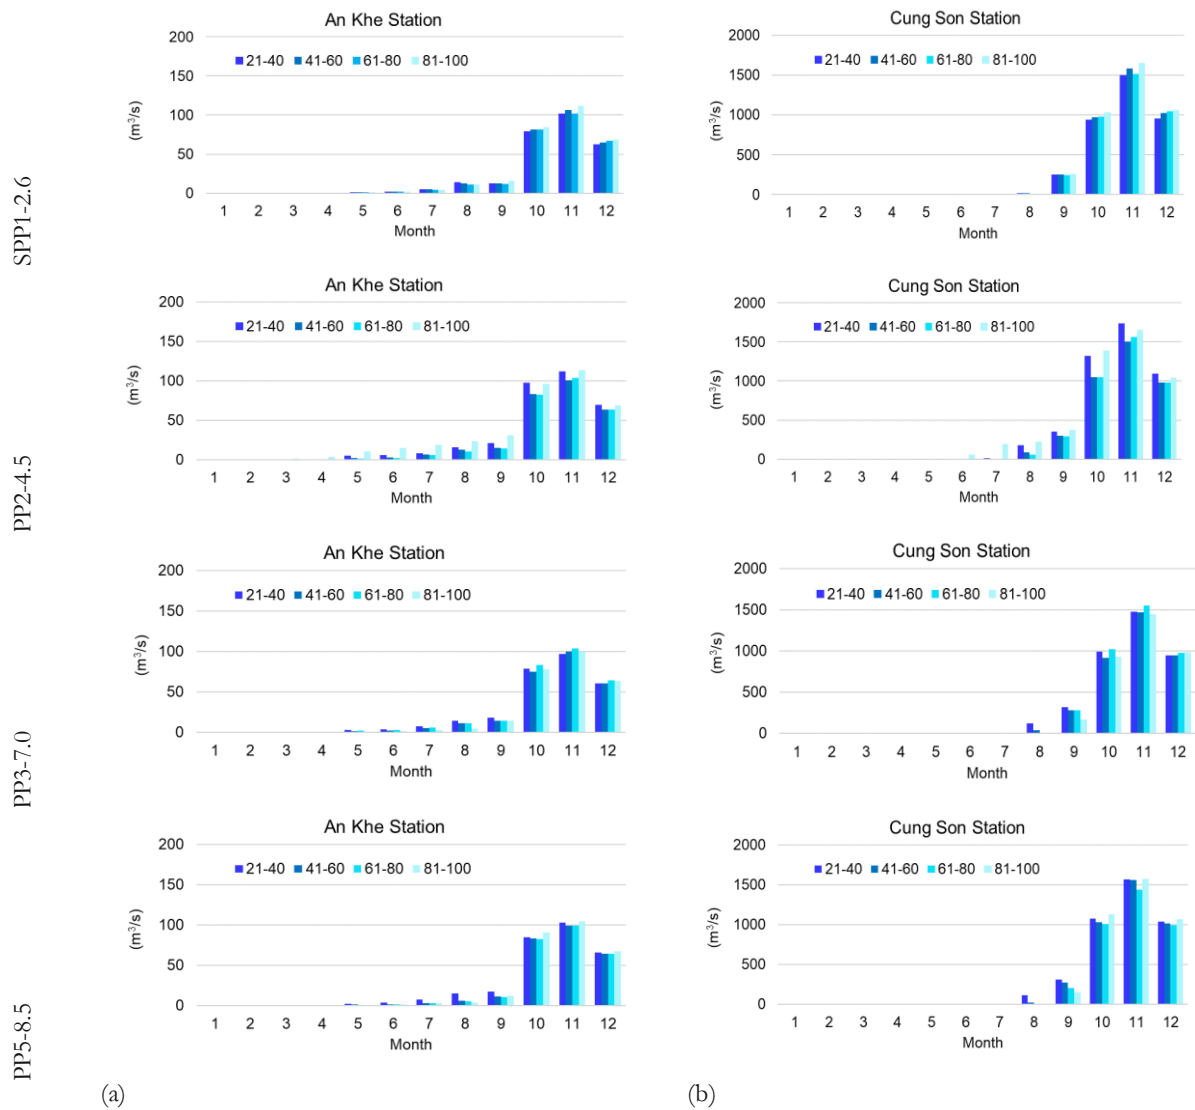 SPP1-2.6
An Khe Station
200
21-40 41-60 61-80 81-100
150
(m³/s)
100
50
0
1 2 3 4 5 6 7 8 9 10 11 12
Month
Cung Son Station
2000
21-40 41-60 61-80 81-100
1500
(m³/s)
1000
500
0
1 2 3 4 5 6 7 8 9 10 11 12
Month
PP2-4.5
An Khe Station
200
21-40 41-60 61-80 81-100
150
(m³/s)
100
50
0
1 2 3 4 5 6 7 8 9 10 11 12
Month
Cung Son Station
2000
21-40 41-60 61-80 81-100
1500
(m³/s)
1000
500
0
1 2 3 4 5 6 7 8 9 10 11 12
Month
PP3-7.0
An Khe Station
200
21-40 41-60 61-80 81-100
150
(m³/s)
100
50
0
1 2 3 4 5 6 7 8 9 10 11 12
Month
Cung Son Station
2000
21-40 41-60 61-80 81-100
1500
(m³/s)
1000
500
0
1 2 3 4 5 6 7 8 9 10 11 12
Month
PP5-8.5
An Khe Station
200
21-40 41-60 61-80 81-100
150
(m³/s)
100
50
0
1 2 3 4 5 6 7 8 9 10 11 12
Month
Cung Son Station
2000
21-40 41-60 61-80 81-100
1500
(m³/s)
1000
500
0
1 2 3 4 5 6 7 8 9 10 11 12
Month
(a) (b)